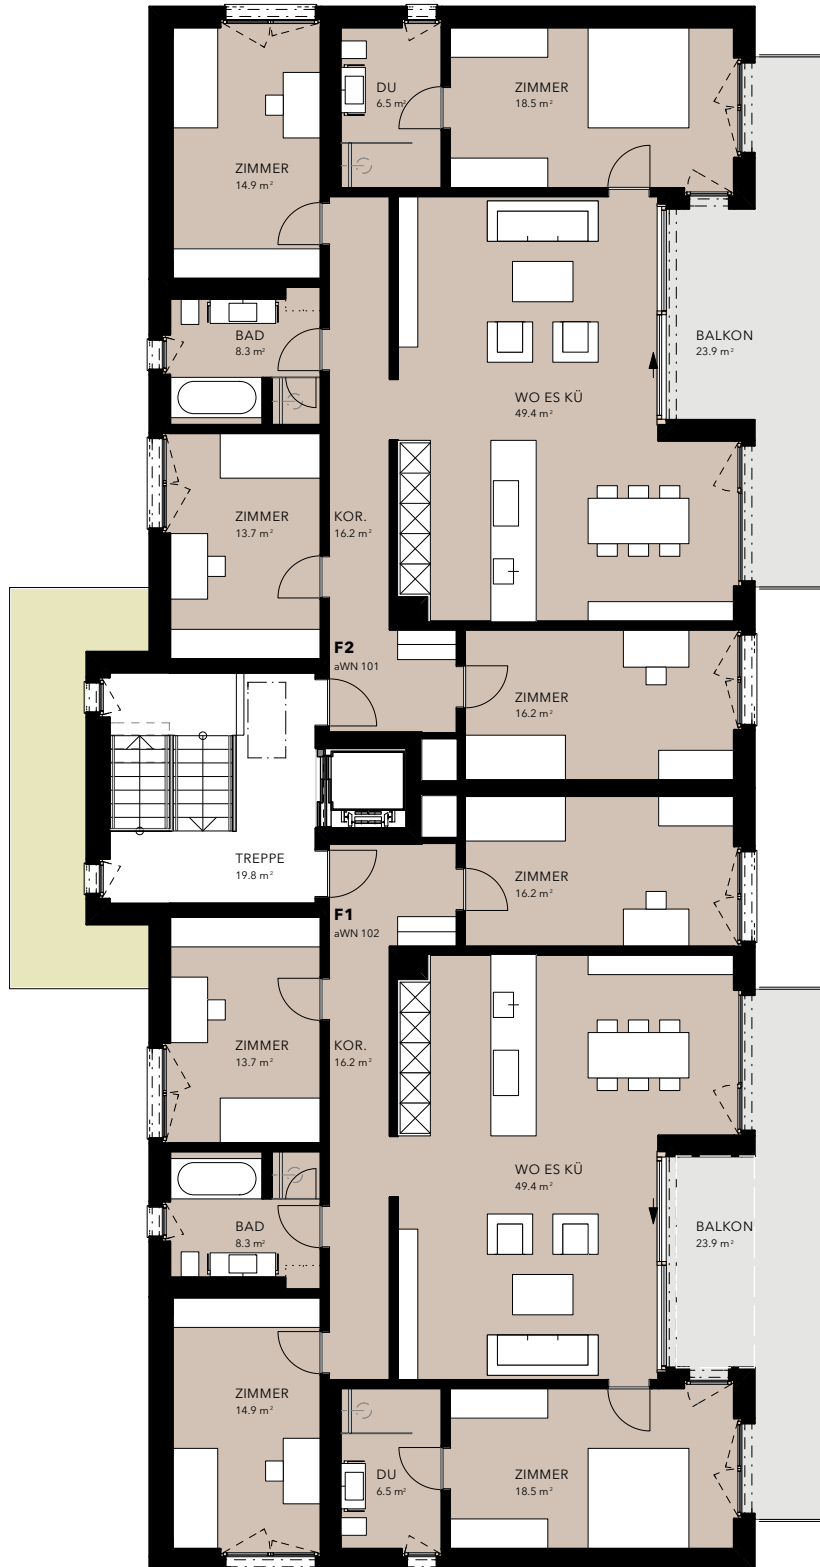 DU
6.5 m²
ZIMMER
18.5 m²
ZIMMER
14.9 m²
BAD
8.3 m²
BALKON
23.9 m²
WO ES KÜ
49.4 m²
ZIMMER
13.7 m²
KOR.
16.2 m²
F2
aWN 101
ZIMMER
16.2 m²
TREPPE
19.8 m²
ZIMMER
16.2 m²
F1
aWN 102
ZIMMER
13.7 m²
KOR.
16.2 m²
WO ES KÜ
49.4 m²
BAD
8.3 m²
BALKON
23.9 m²
ZIMMER
14.9 m²
DU
6.5 m²
ZIMMER
18.5 m²